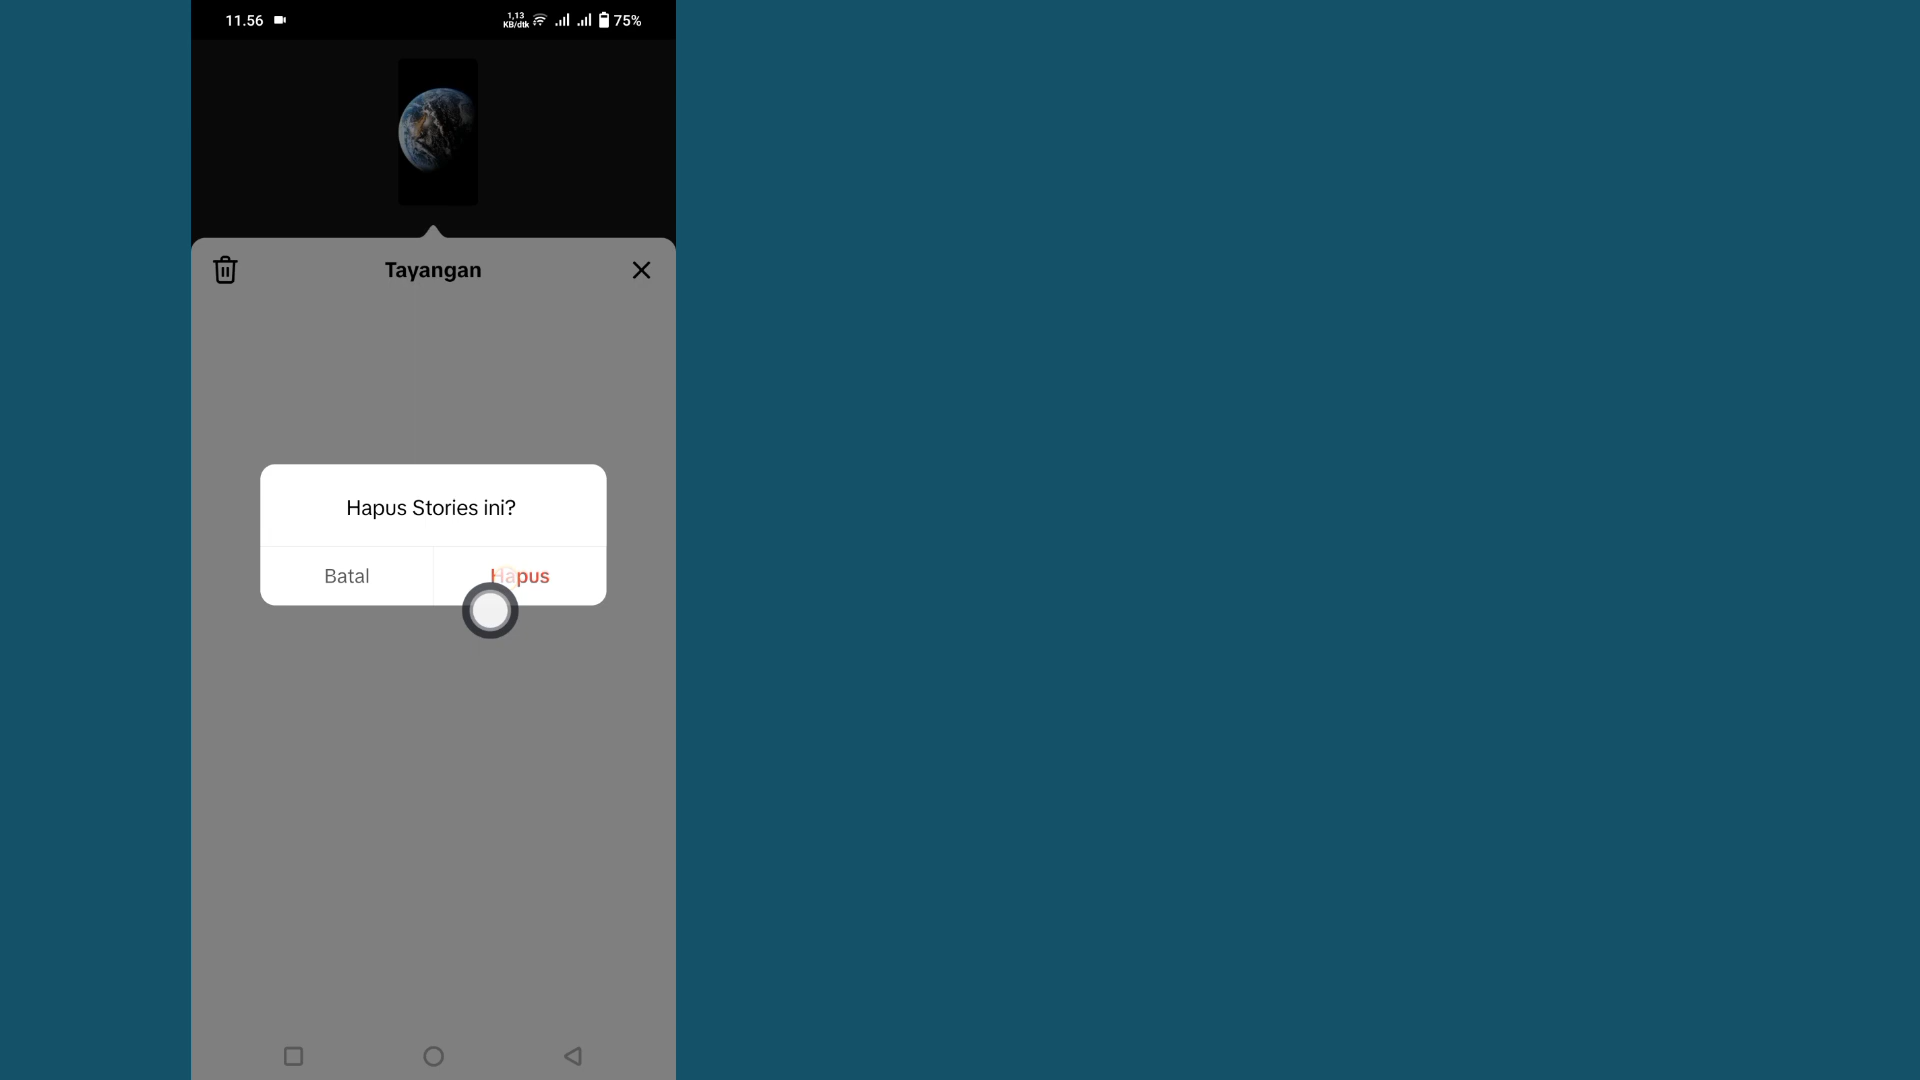 11.56
1,13
KB/dtk
75%
Tayangan
Hapus Stories ini?
Batal
Hapus